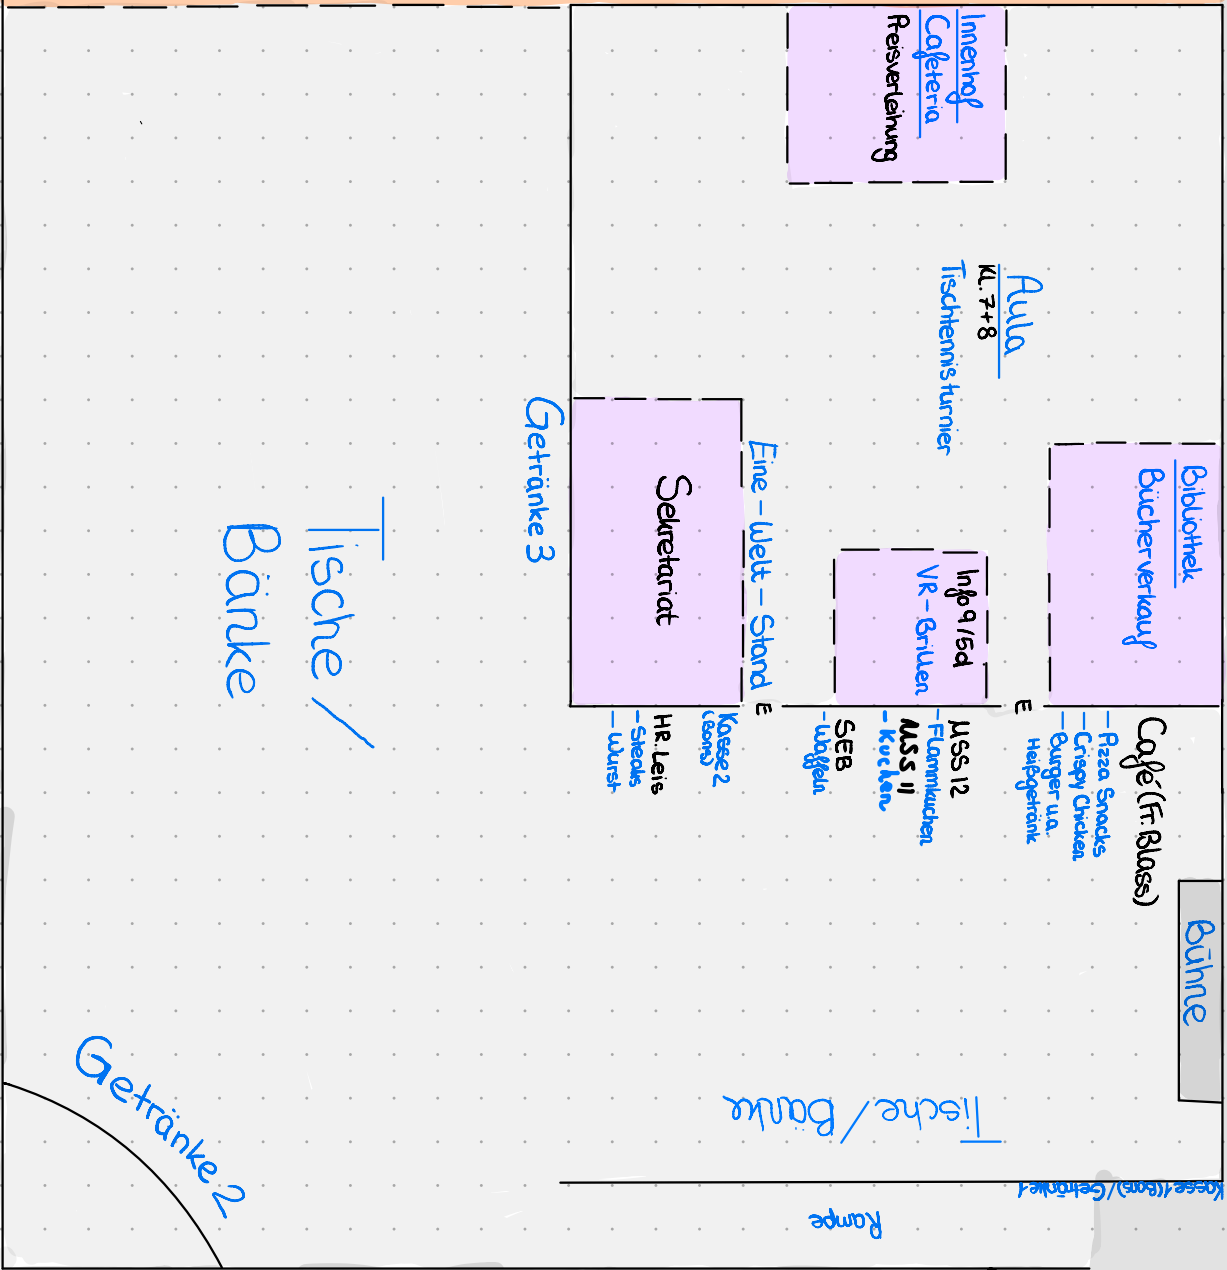 Innenhof
Cafeteria
Preisverleihung
Aula
Kl. 7+8
Tischtennisturnier
Bibliothek
Bücherverkauf
Info 9/5d
VR-Brillen
Eine-Welt-Stand
Sekretariat
Getränke 3
Tische/
Bänke
E
E
Café (Fr. Blass)
- Pizza Snacks
- Crispy Chicken
- Burger u.a.
Heißgetränk
MSS 12
- Flammkuchen
MSS 11
- Kuchen
SEB
- Waffeln
Kasse 2
(Bons)
HR. Leis
- Steaks
- Wurst
Bühne
Tische/Bänke
Kasse 1 (Bons)/Getränke 1
Rampe
Getränke 2